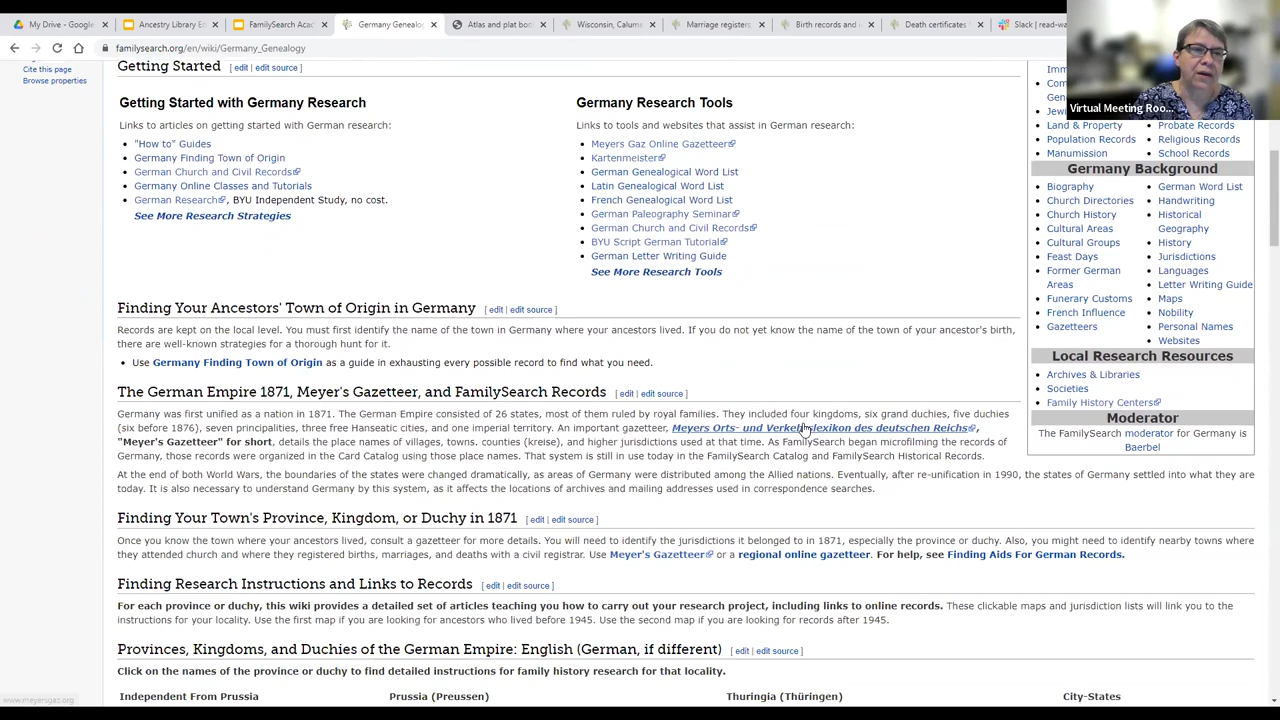 My Drive - Google
Ancestry Library E
FamilySearch Aca
Germany Genealo
Atlas and plat bo
Wisconsin, Calume
Marriage registers
Birth records and
Death certificates
Slack | read-wa
familysearch.org/en/wiki/Germany_Genealogy
Virtual Meeting Roo...
Cite this page
Browse properties
Getting Started [ edit | edit source ]
Getting Started with Germany Research
Links to articles on getting started with German research:
"How to" Guides
Germany Finding Town of Origin
German Church and Civil Records
Germany Online Classes and Tutorials
German Research, BYU Independent Study, no cost.
See More Research Strategies
Germany Research Tools
Links to tools and websites that assist in German research:
Meyers Gaz Online Gazetteer
Kartenmeister
German Genealogical Word List
Latin Genealogical Word List
French Genealogical Word List
German Paleography Seminar
German Church and Civil Records
BYU Script German Tutorial
German Letter Writing Guide
See More Research Tools
Finding Your Ancestors' Town of Origin in Germany [ edit | edit source ]
Records are kept on the local level. You must first identify the name of the town in Germany where your ancestors lived. If you do not yet know the name of the town of your ancestor's birth,
there are well-known strategies for a thorough hunt for it.
Use Germany Finding Town of Origin as a guide in exhausting every possible record to find what you need.
The German Empire 1871, Meyer's Gazetteer, and FamilySearch Records [ edit | edit source ]
Germany was first unified as a nation in 1871. The German Empire consisted of 26 states, most of them ruled by royal families. They included four kingdoms, six grand duchies, five duchies
(six before 1876), seven principalities, three free Hanseatic cities, and one imperial territory. An important gazetteer, Meyers Orts- und Verkehrslexikon des deutschen Reichs,
"Meyer's Gazetteer" for short, details the place names of villages, towns, counties (kreise), and higher jurisdictions used at that time. As FamilySearch began microfilming the records of
Germany, those records were organized in the Card Catalog using those place names. That system is still in use today in the FamilySearch Catalog and FamilySearch Historical Records.
At the end of both World Wars, the boundaries of the states were changed dramatically, as areas of Germany were distributed among the Allied nations. Eventually, after re-unification in 1990, the states of Germany settled into what they are
today. It is also necessary to understand Germany by this system, as it affects the locations of archives and mailing addresses used in correspondence searches.
Finding Your Town's Province, Kingdom, or Duchy in 1871 [ edit | edit source ]
Once you know the town where your ancestors lived, consult a gazetteer for more details. You will need to identify the jurisdictions it belonged to in 1871, especially the province or duchy. Also, you might need to identify nearby towns where
they attended church and where they registered births, marriages, and deaths with a civil registrar. Use Meyer's Gazetteer or a regional online gazetteer. For help, see Finding Aids For German Records.
Finding Research Instructions and Links to Records [ edit | edit source ]
For each province or duchy, this wiki provides a detailed set of articles teaching you how to carry out your research project, including links to online records. These clickable maps and jurisdiction lists will link you to the
instructions for your locality. Use the first map if you are looking for ancestors who lived before 1945. Use the second map if you are looking for records after 1945.
Provinces, Kingdoms, and Duchies of the German Empire: English (German, if different) [ edit | edit source ]
Click on the names of the province or duchy to find detailed instructions for family history research for that locality.
Independent From Prussia
Prussia (Preussen)
Thuringia (Thüringen)
City-States
Land & Property
Population Records
Manumission
Probate Records
Religious Records
School Records
Germany Background
Biography
Church Directories
Church History
Cultural Areas
Cultural Groups
Feast Days
Former German
Areas
Funerary Customs
French Influence
Gazetteers
German Word List
Handwriting
Historical
Geography
History
Jurisdictions
Languages
Letter Writing Guide
Maps
Nobility
Personal Names
Websites
Local Research Resources
Archives & Libraries
Societies
Family History Centers
Moderator
The FamilySearch moderator for Germany is
Baerbel
www.meyersgaz.org